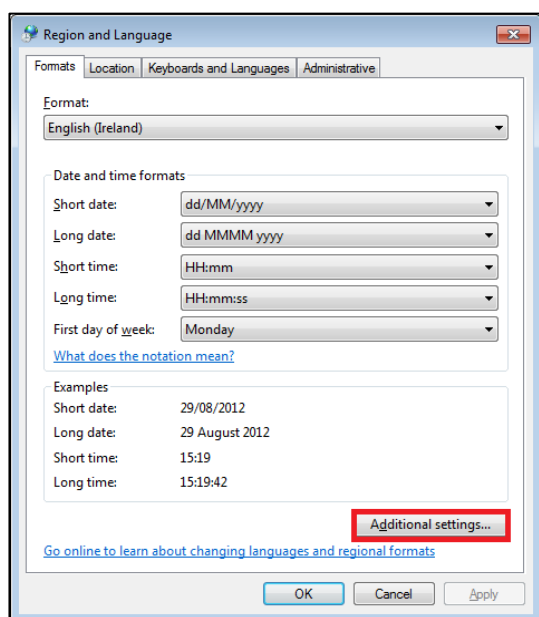 Region and Language
Formats Location Keyboards and Languages Administrative
Format:
English (Ireland)
Date and time formats
Short date: dd/MM/yyyy
Long date: dd MMMM yyyy
Short time: HH:mm
Long time: HH:mm:ss
First day of week: Monday
What does the notation mean?
Examples
Short date: 29/08/2012
Long date: 29 August 2012
Short time: 15:19
Long time: 15:19:42
Additional settings...
Go online to learn about changing languages and regional formats
OK Cancel Apply